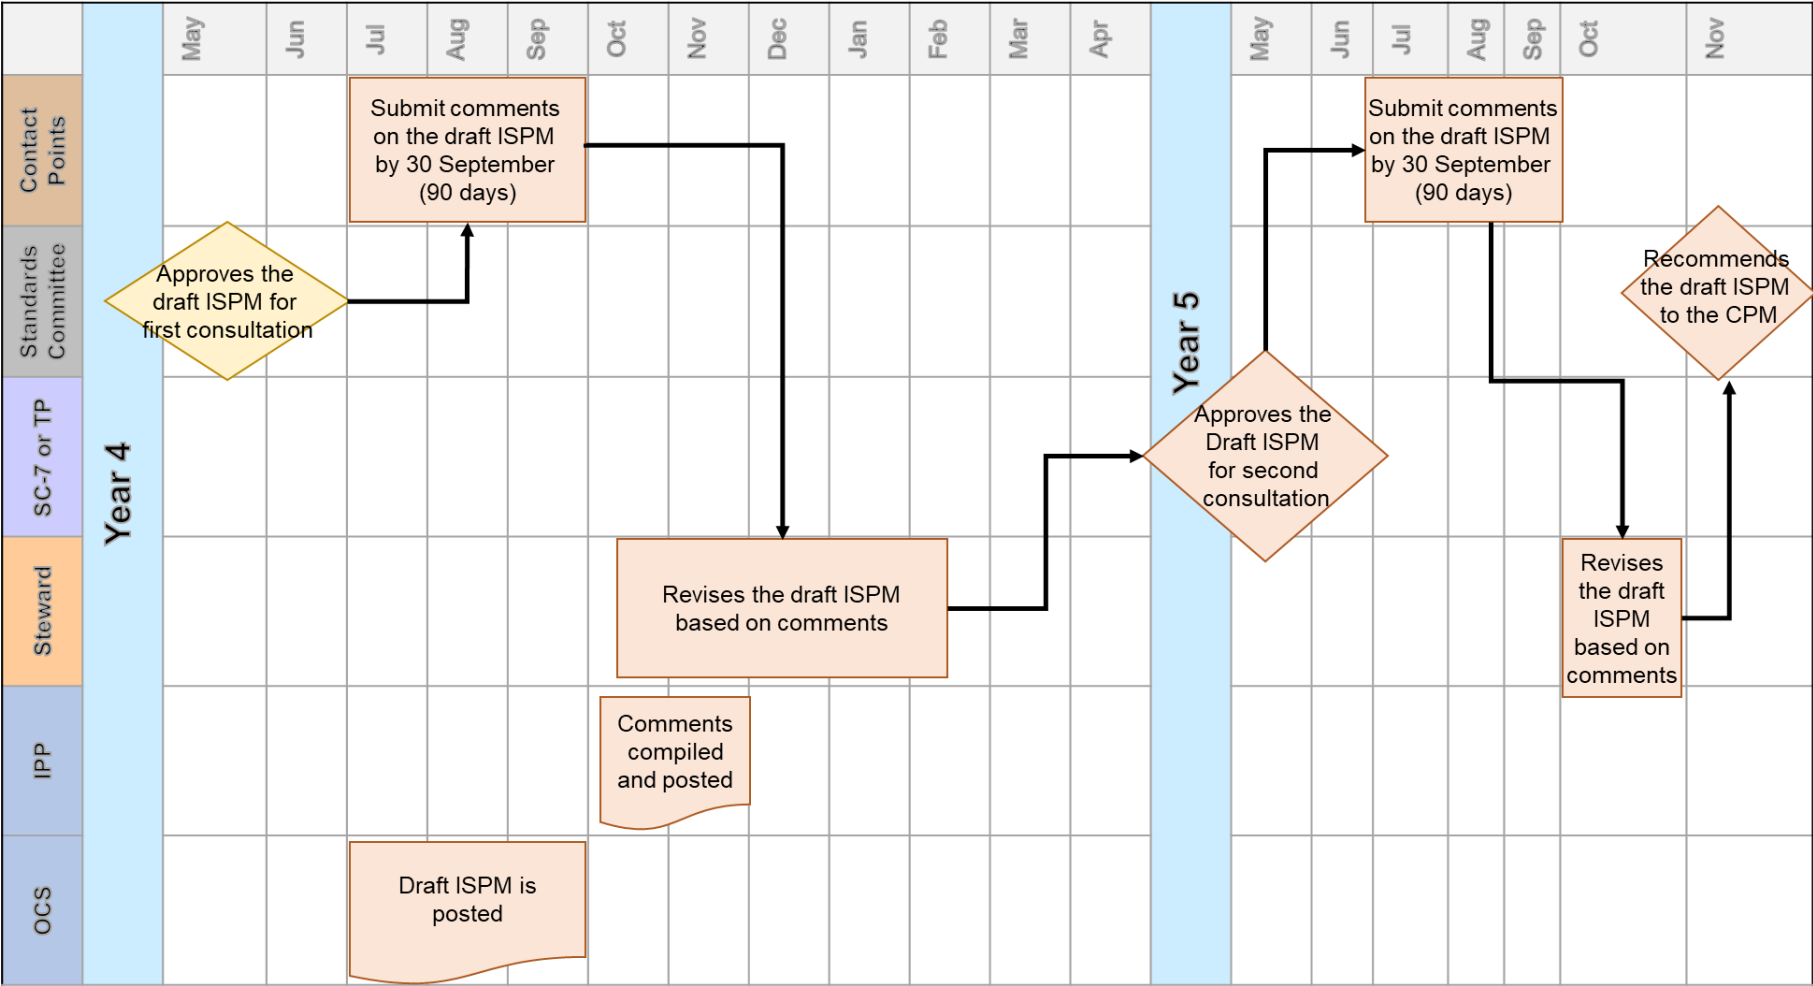 May
Jun
Jul
Aug
Sep
Oct
Nov
Dec
Jan
Feb
Mar
Apr
May
Jun
Jul
Aug
Sep
Oct
Nov
Year 4
Year 5
Contact
Points
Submit comments
on the draft ISPM
by 30 September
(90 days)
Submit comments
on the draft ISPM
by 30 September
(90 days)
Standards
Committee
Approves the
draft ISPM for
first consultation
Recommends
the draft ISPM
to the CPM
SC-7 or TP
Approves the
Draft ISPM
for second
consultation
Steward
Revises the draft ISPM
based on comments
Revises
the draft
ISPM
based on
comments
IPP
Comments
compiled
and posted
OCS
Draft ISPM is
posted